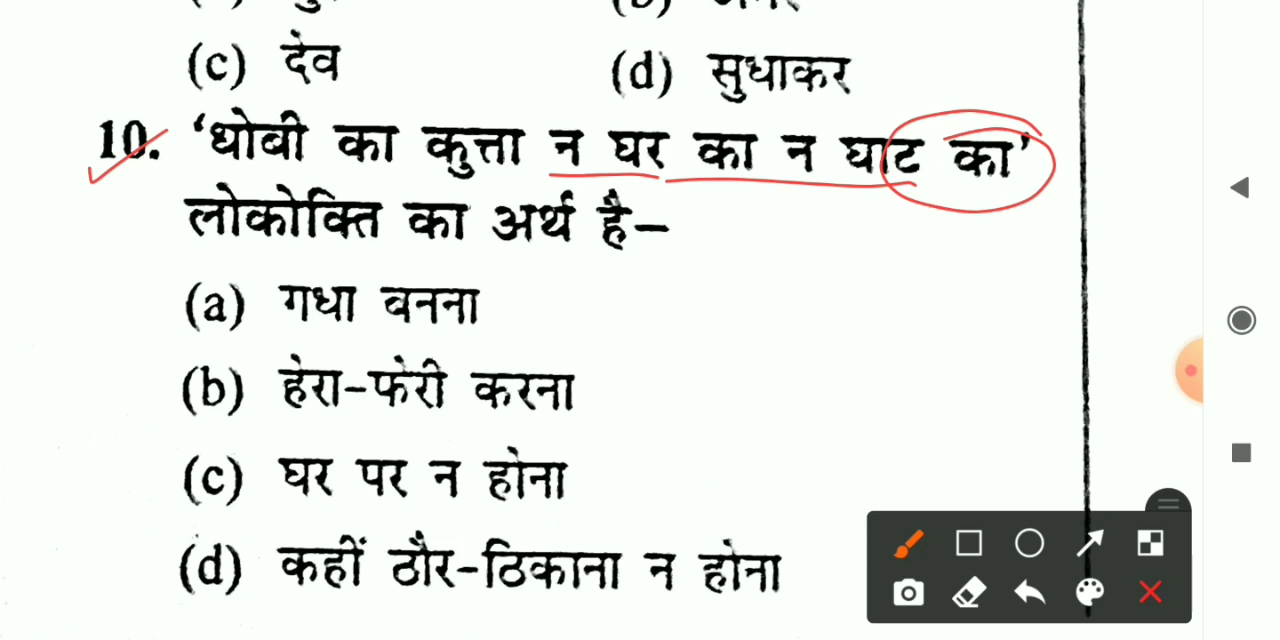 (c) देव (d) सुधाकर
10. 'धोबी का कुत्ता न घर का न घाट का'
लोकोक्ति का अर्थ है–
(a) गधा बनना
(b) हेरा-फेरी करना
(c) घर पर न होना
(d) कहीं ठौर-ठिकाना न होना